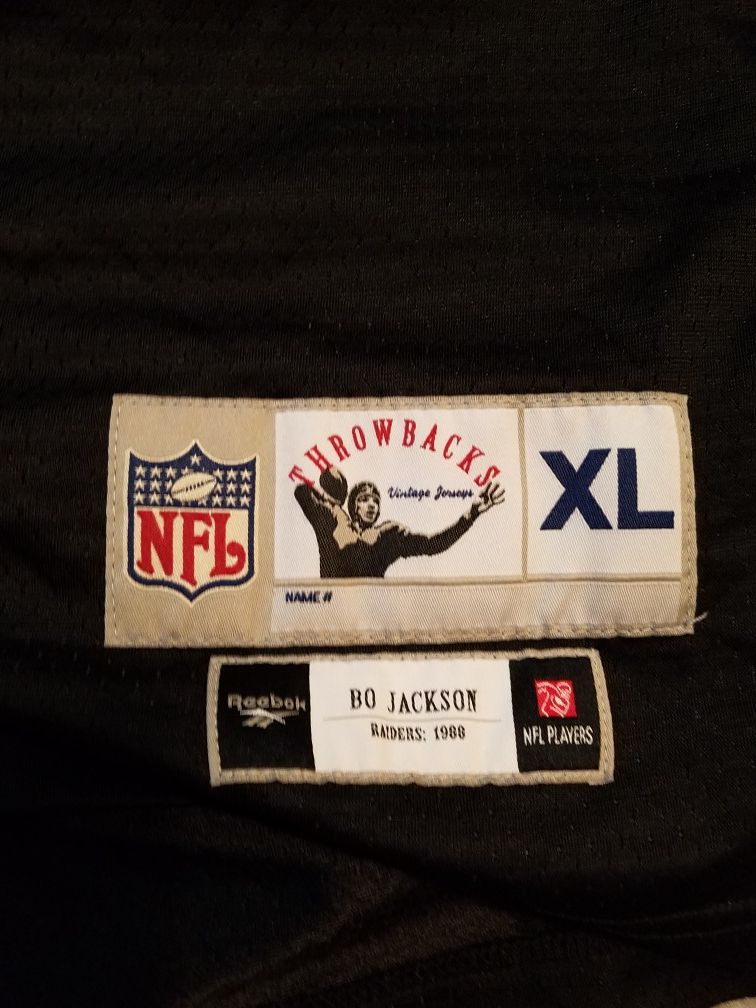 NFL
THROWBACKS
Vintage Jerseys
XL
NAME #
Reebok
BO JACKSON
RAIDERS: 1988
NFL PLAYERS